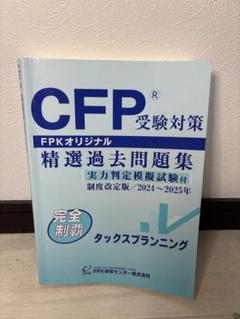 CFP® 受験対策
FPKオリジナル
精選過去問題集
実力判定模擬試験付
制度改定版／2024～2025年
完全
制覇
タックスプランニング
FPK研修センター株式会社